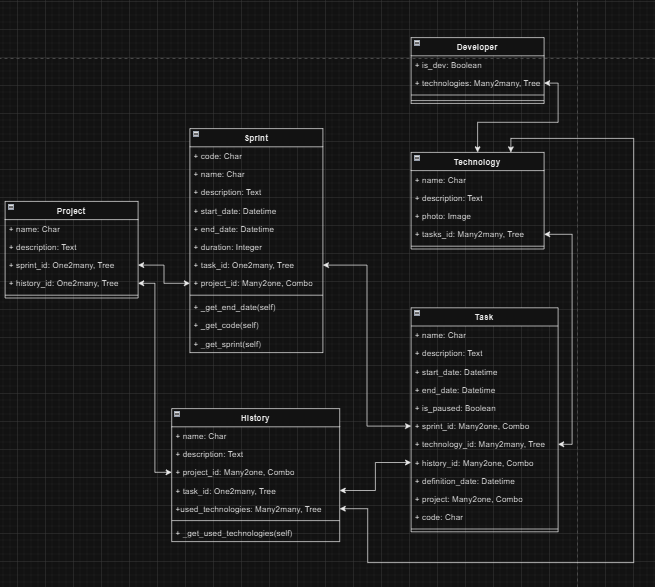 Developer
+ is_dev: Boolean
+ technologies: Many2many, Tree
Sprint
+ code: Char
+ name: Char
+ description: Text
+ start_date: Datetime
+ end_date: Datetime
+ duration: Integer
+ task_id: One2many, Tree
+ project_id: Many2one, Combo
+ _get_end_date(self)
+ _get_code(self)
+ _get_sprint(self)
Technology
+ name: Char
+ description: Text
+ photo: Image
+ tasks_id: Many2many, Tree
Project
+ name: Char
+ description: Text
+ sprint_id: One2many, Tree
+ history_id: One2many, Tree
Task
+ name: Char
+ description: Text
+ start_date: Datetime
+ end_date: Datetime
+ is_paused: Boolean
+ sprint_id: Many2one, Combo
+ technology_id: Many2many, Tree
+ history_id: Many2one, Combo
+ definition_date: Datetime
+ project: Many2one, Combo
+ code: Char
History
+ name: Char
+ description: Text
+ project_id: Many2one, Combo
+ task_id: One2many, Tree
+used_technologies: Many2many, Tree
+ _get_used_technologies(self)